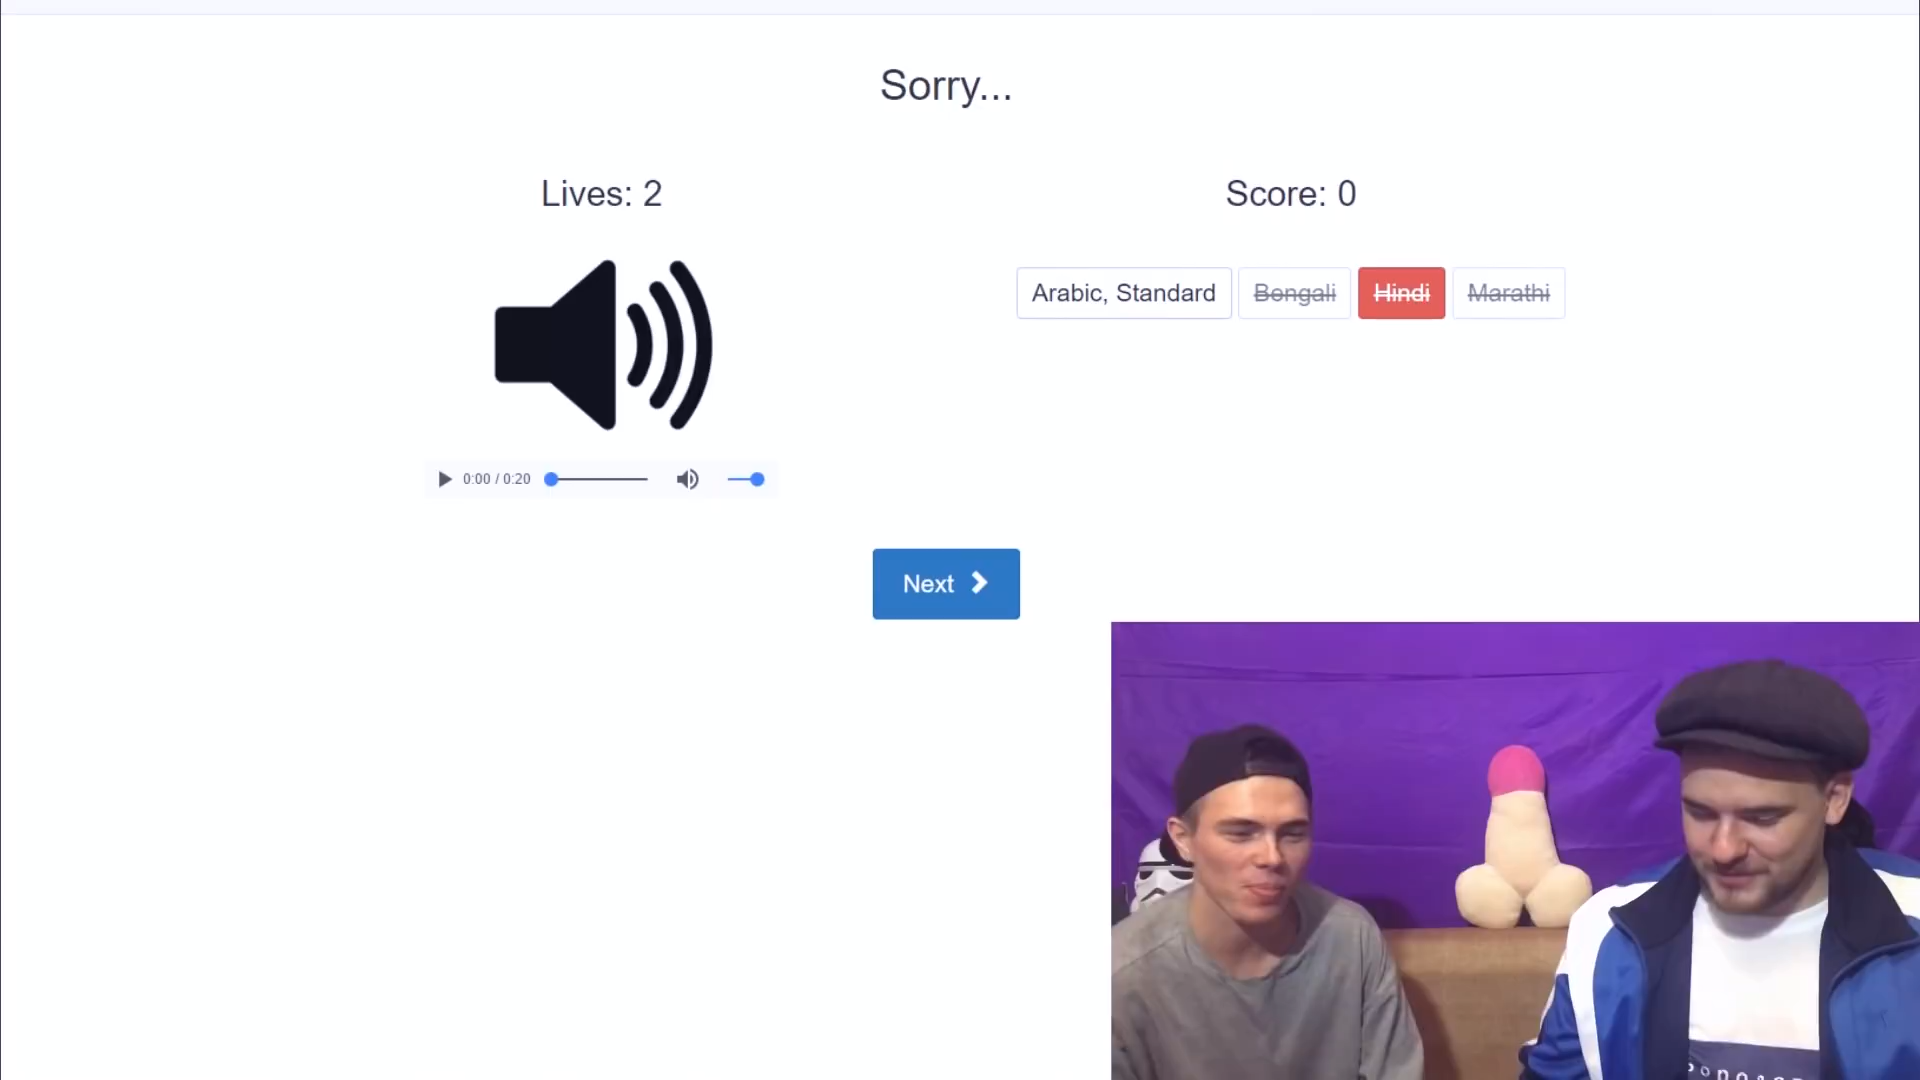 Sorry...
Lives: 2
Score: 0
Arabic, Standard
Bengali
Hindi
Marathi
0:00 / 0:20
Next